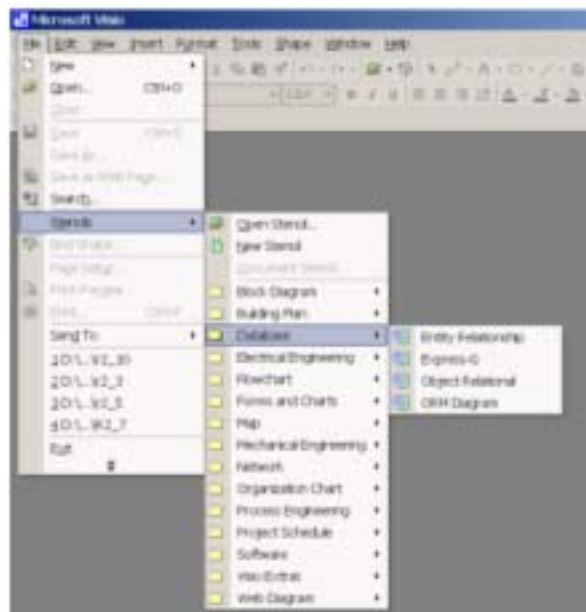 Microsoft Visio
File Edit View Insert Format Tools Shape Window Help
New
Open... Ctrl+O
Close
Save Ctrl+S
Save As...
Save as Web Page...
Search...
Stencils
Find Shape...
Page Setup...
Print Preview
Print... Ctrl+P
Send To
Exit
Open Stencil...
New Stencil
Document Stencil
Block Diagram
Building Plan
Database
Electrical Engineering
Flowchart
Forms and Charts
Map
Mechanical Engineering
Network
Organization Chart
Process Engineering
Project Schedule
Software
Visio Extras
Web Diagram
Entity Relationship
Express-G
Object Relational
ORM Diagram